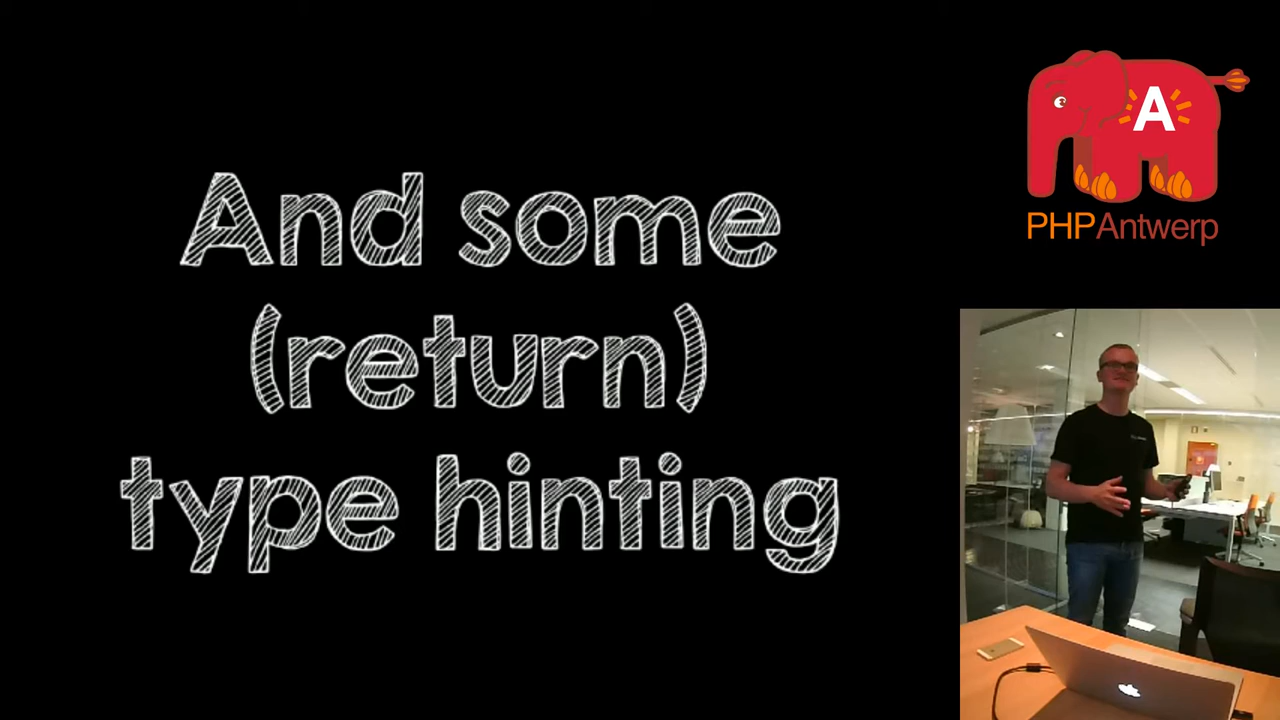 And some
(return)
type hinting
A
PHPAntwerp